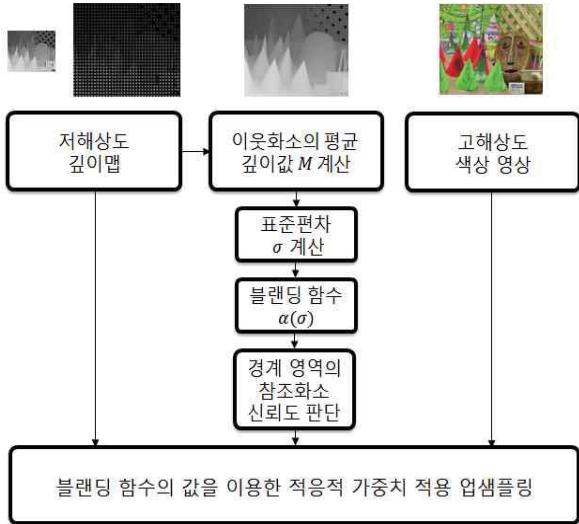 저해상도
깊이맵
이웃화소의 평균
깊이값 M 계산
고해상도
색상 영상
표준편차
σ 계산
블랜딩 함수
α(σ)
경계 영역의
참조화소
신뢰도 판단
블랜딩 함수의 값을 이용한 적응적 가중치 적용 업샘플링